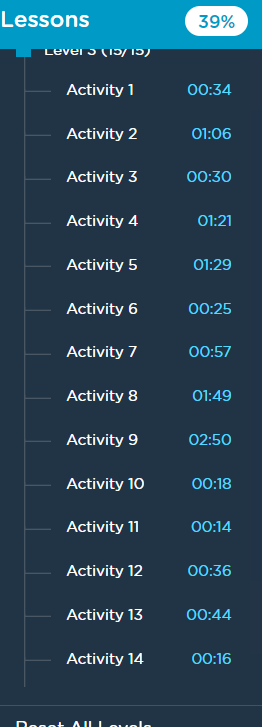 Lessons 39%
Level 3 (15/15)
Activity 1 00:34
Activity 2 01:06
Activity 3 00:30
Activity 4 01:21
Activity 5 01:29
Activity 6 00:25
Activity 7 00:57
Activity 8 01:49
Activity 9 02:50
Activity 10 00:18
Activity 11 00:14
Activity 12 00:36
Activity 13 00:44
Activity 14 00:16
Reset All Levels